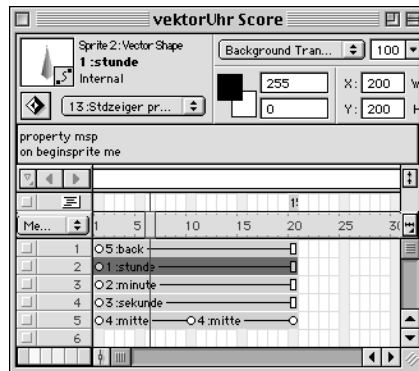 vektorUhr Score
Sprite 2: Vector Shape
1 :stunde
Internal
Background Tran...
100
255
X: 200
W
13:Stdzeiger pr...
0
Y: 200
H
property msp
on beginsprite me
Me...
1 5 10 15 20 25 30
1 5:back
2 1:stunde
3 2:minute
4 3:sekunde
5 4:mitte 4:mitte
6